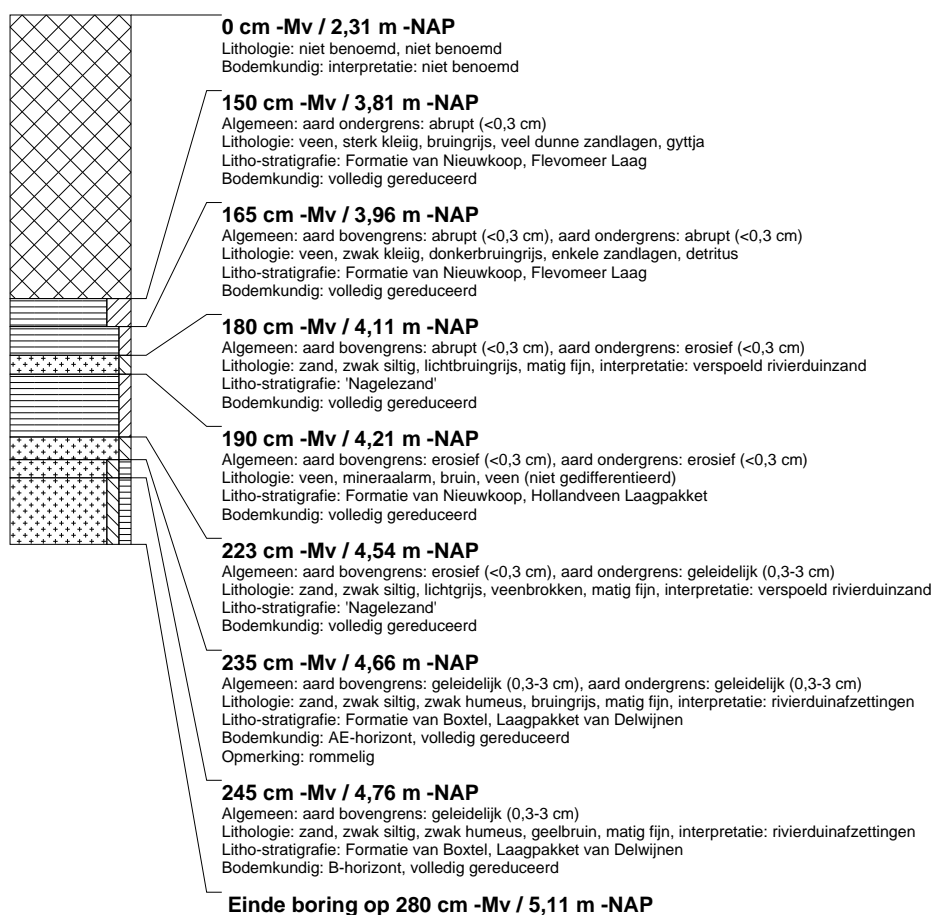 0 cm -Mv / 2,31 m -NAP
Lithologie: niet benoemd, niet benoemd
Bodemkundig: interpretatie: niet benoemd
150 cm -Mv / 3,81 m -NAP
Algemeen: aard ondergrens: abrupt (<0,3 cm)
Lithologie: veen, sterk kleiig, bruingrijs, veel dunne zandlagen, gyttja
Litho-stratigrafie: Formatie van Nieuwkoop, Flevomeer Laag
Bodemkundig: volledig gereduceerd
165 cm -Mv / 3,96 m -NAP
Algemeen: aard bovengrens: abrupt (<0,3 cm), aard ondergrens: abrupt (<0,3 cm)
Lithologie: veen, zwak kleiig, donkerbruingrijs, enkele zandlagen, detritus
Litho-stratigrafie: Formatie van Nieuwkoop, Flevomeer Laag
Bodemkundig: volledig gereduceerd
180 cm -Mv / 4,11 m -NAP
Algemeen: aard bovengrens: abrupt (<0,3 cm), aard ondergrens: erosief (<0,3 cm)
Lithologie: zand, zwak siltig, lichtbruingrijs, matig fijn, interpretatie: verspoeld rivierduinzand
Litho-stratigrafie: 'Nagelezand'
Bodemkundig: volledig gereduceerd
190 cm -Mv / 4,21 m -NAP
Algemeen: aard bovengrens: erosief (<0,3 cm), aard ondergrens: erosief (<0,3 cm)
Lithologie: veen, mineraalarm, bruin, veen (niet gedifferentieerd)
Litho-stratigrafie: Formatie van Nieuwkoop, Hollandveen Laagpakket
Bodemkundig: volledig gereduceerd
223 cm -Mv / 4,54 m -NAP
Algemeen: aard bovengrens: erosief (<0,3 cm), aard ondergrens: geleidelijk (0,3-3 cm)
Lithologie: zand, zwak siltig, lichtgrijs, veenbrokken, matig fijn, interpretatie: verspoeld rivierduinzand
Litho-stratigrafie: 'Nagelezand'
Bodemkundig: volledig gereduceerd
235 cm -Mv / 4,66 m -NAP
Algemeen: aard bovengrens: geleidelijk (0,3-3 cm), aard ondergrens: geleidelijk (0,3-3 cm)
Lithologie: zand, zwak siltig, zwak humeus, bruingrijs, matig fijn, interpretatie: rivierduinafzettingen
Litho-stratigrafie: Formatie van Boxtel, Laagpakket van Delwijnen
Bodemkundig: AE-horizont, volledig gereduceerd
Opmerking: rommelig
245 cm -Mv / 4,76 m -NAP
Algemeen: aard bovengrens: geleidelijk (0,3-3 cm)
Lithologie: zand, zwak siltig, zwak humeus, geelbruin, matig fijn, interpretatie: rivierduinafzettingen
Litho-stratigrafie: Formatie van Boxtel, Laagpakket van Delwijnen
Bodemkundig: B-horizont, volledig gereduceerd
Einde boring op 280 cm -Mv / 5,11 m -NAP